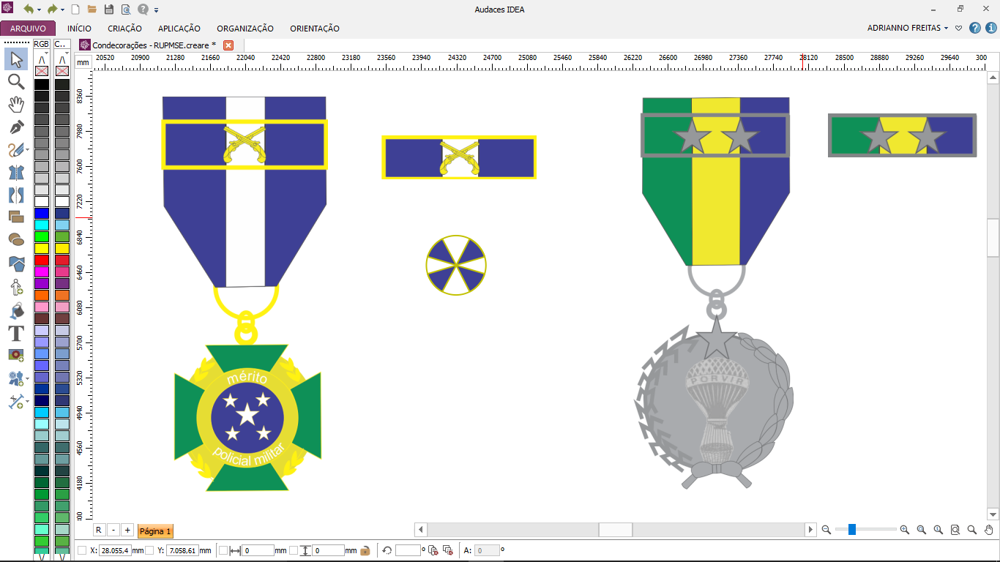 Audaces IDEA
ARQUIVO
INÍCIO
CRIAÇÃO
APLICAÇÃO
ORGANIZAÇÃO
ORIENTAÇÃO
ADRIANNO FREITAS
RGB
C..
Condecorações - RUPMSE.creare *
mm
20520 20900 21280 21660 22040 22420 22800 23180 23560 23940 24320 24700 25080 25460 25840 26220 26600 26980 27360 27740 28120 28500 28880 29260 29640 300
8360
7980
7600
7220
6840
6460
6080
5700
5320
4940
4560
4180
mérito
policial militar
PORVIR
R - +
Página 1
X: 28.055,4 mm Y: 7.058,61 mm 0 mm 0 mm º A: 0 º